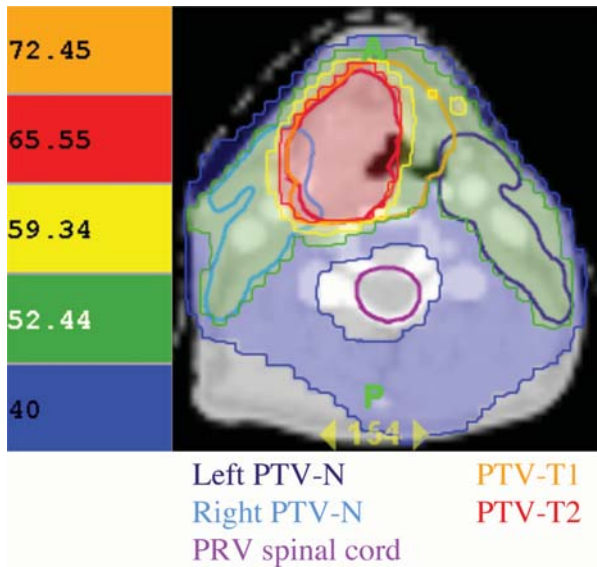 72.45
65.55
59.34
52.44
40
A
P
154
Left PTV-N PTV-T1
Right PTV-N PTV-T2
PRV spinal cord